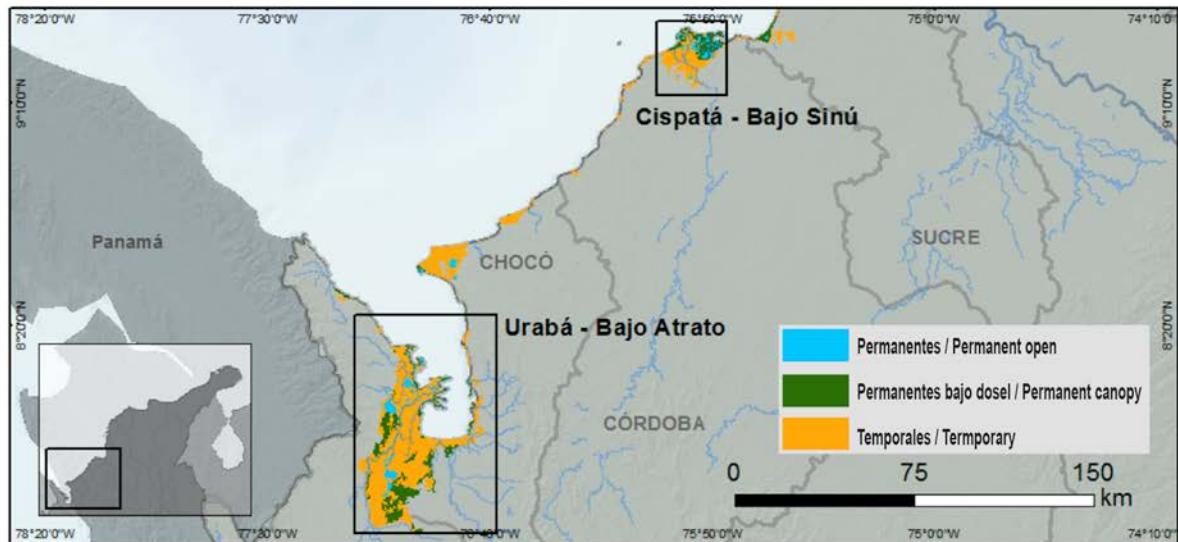 78°20'0"W 77°30'0"W 76°40'0"W 75°50'0"W 75°0'0"W 74°10'0"W
9°10'0"N
9°10'0"N
Cispatá - Bajo Sinú
Panamá
CHOCÓ
SUCRE
8°20'0"N
8°20'0"N
Urabá - Bajo Atrato
Permanentes / Permanent open
Permanentes bajo dosel / Permanent canopy
CÓRDOBA
Temporales / Termporary
0 75 150
km
78°20'0"W 77°30'0"W 76°40'0"W 75°50'0"W 75°0'0"W 74°10'0"W